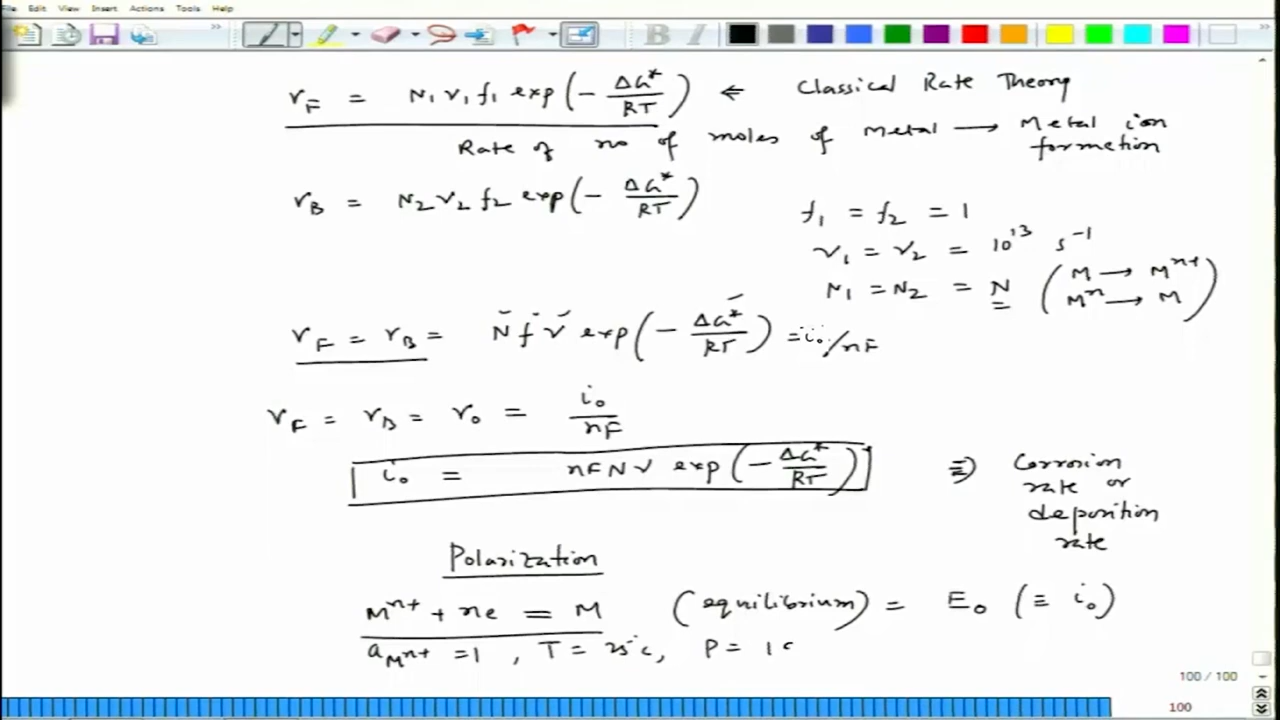 File Edit View Insert Actions Tools Help
r_F = N₁ν₁f₁ exp(- ΔG*/RT) ← Classical Rate Theory
Rate of no of moles of Metal → Metal ion formation
r_B = N₂ν₂f₂ exp(- ΔG*/RT)
f₁ = f₂ = 1
ν₁ = ν₂ = 10¹³ s⁻¹
N₁ = N₂ = N (M → Mⁿ⁺
Mⁿ → M)
r_F = r_B = N f ν exp(- ΔG*/RT) = i₀/nF
r_F = r_B = r₀ = i₀/nF
i₀ = nFNν exp(- ΔG*/RT) ⇒ Corrosion rate or deposition rate
Polarization
Mⁿ⁺ + ne = M (equilibrium) = E₀ (≡ i₀)
a_Mⁿ⁺ = 1, T = 25°C, P = 1
100 / 100
100